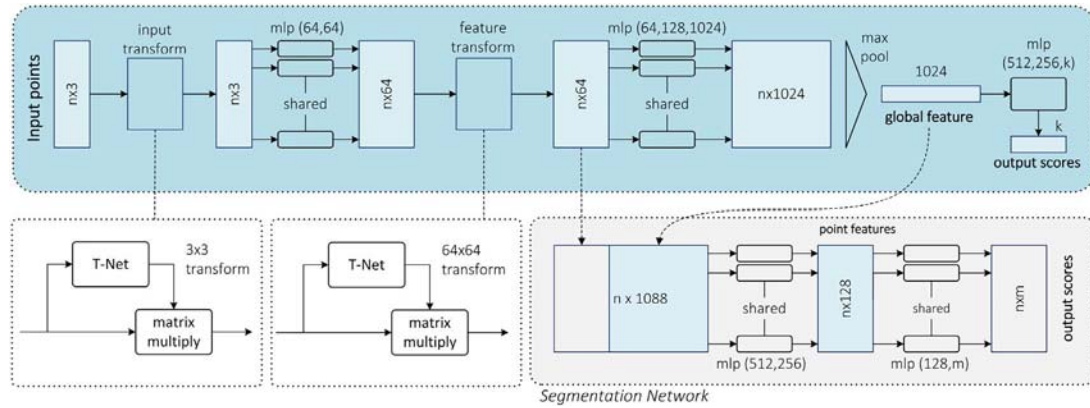 Input points
nx3
input
transform
nx3
mlp (64,64)
shared
nx64
feature
transform
nx64
mlp (64,128,1024)
shared
nx1024
max
pool
1024
global feature
mlp
(512,256,k)
k
output scores
T-Net
3x3
transform
matrix
multiply
T-Net
64x64
transform
matrix
multiply
point features
n x 1088
shared
mlp (512,256)
nx128
shared
mlp (128,m)
nxm
output scores
Segmentation Network